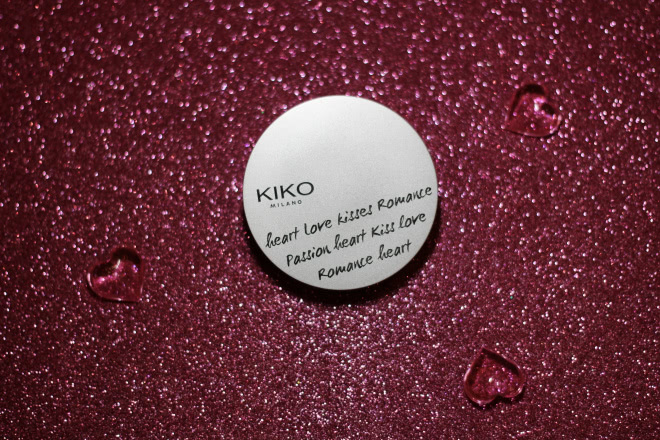 KIKO
MILANO
heart Love kisses Romance
Passion heart Kiss love
Romance heart